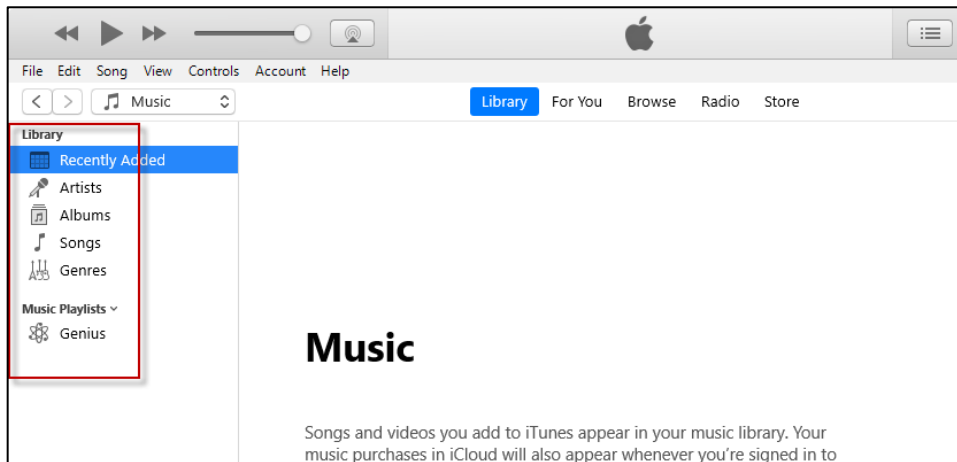 File Edit Song View Controls Account Help
Music
Library For You Browse Radio Store
Library
Recently Added
Artists
Albums
Songs
Genres
Music Playlists
Genius
Music
Songs and videos you add to iTunes appear in your music library. Your
music purchases in iCloud will also appear whenever you're signed in to